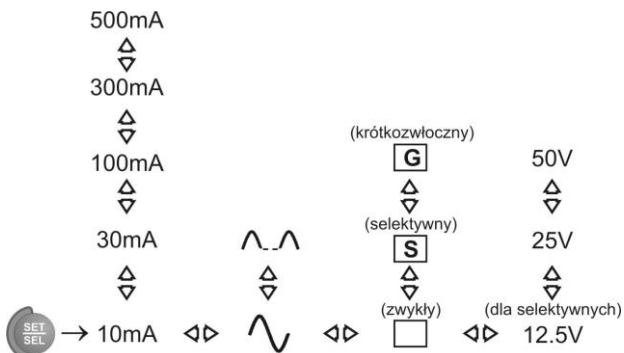 500mA
300mA
(krótkozwłoczny)
100mA G 50V
(selektywny)
30mA S 25V
(zwykły) (dla selektywnych)
SET
SEL
10mA 12.5V